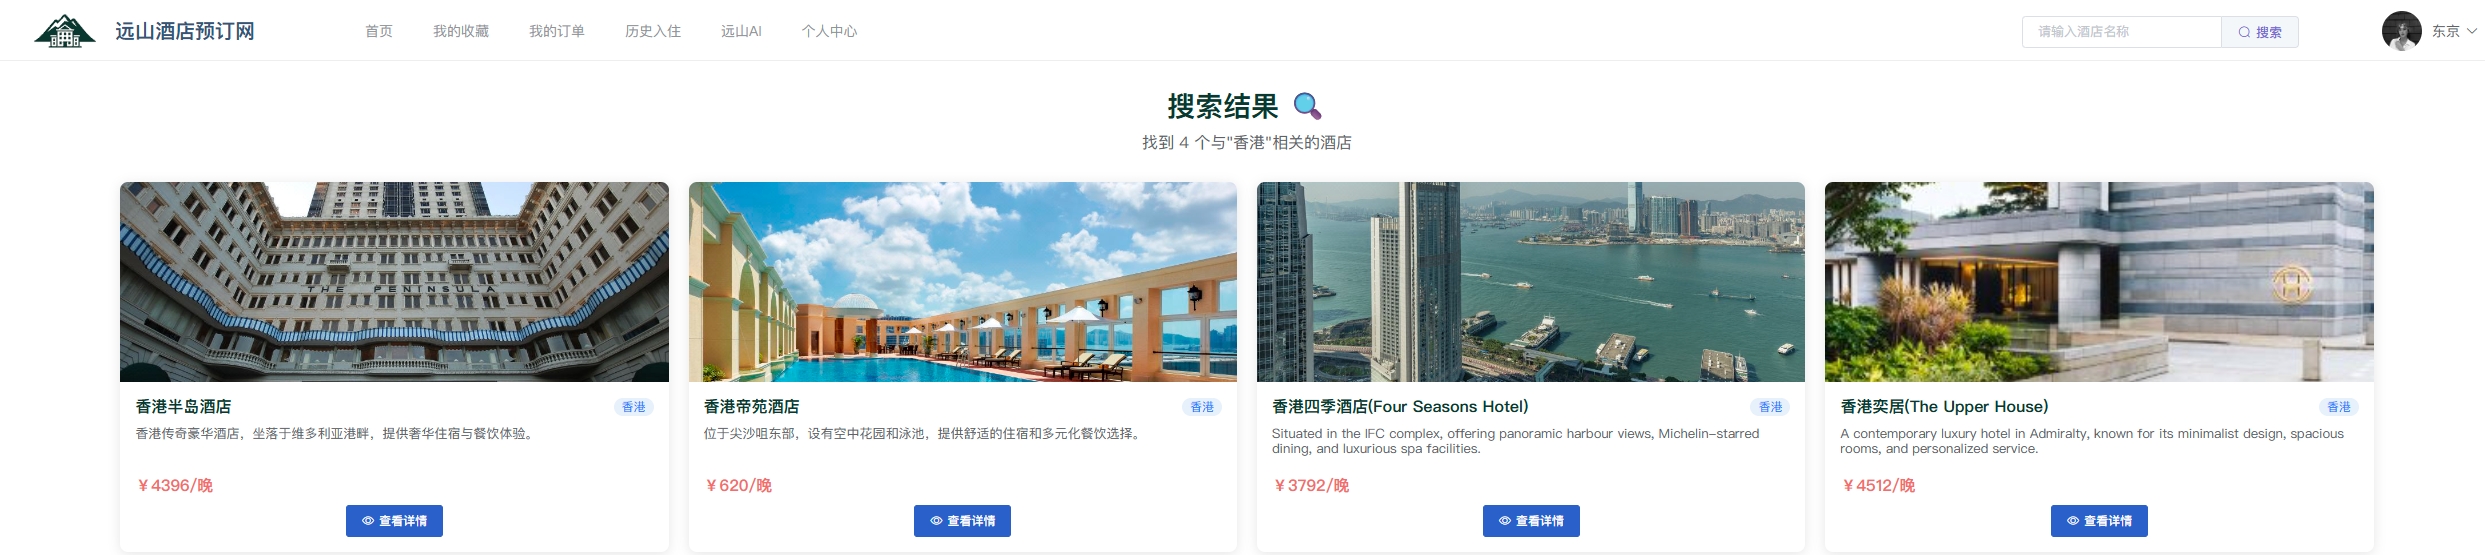 远山酒店预订网
首页
我的收藏
我的订单
历史入住
远山AI
个人中心
请输入酒店名称
搜索
东京
搜索结果
找到 4 个与"香港"相关的酒店
THE PENINSULA
香港半岛酒店
香港
香港传奇豪华酒店，坐落于维多利亚港畔，提供奢华住宿与餐饮体验。
￥4396/晚
查看详情
香港帝苑酒店
香港
位于尖沙咀东部，设有空中花园和泳池，提供舒适的住宿和多元化餐饮选择。
￥620/晚
查看详情
香港四季酒店(Four Seasons Hotel)
香港
Situated in the IFC complex, offering panoramic harbour views, Michelin-starred
dining, and luxurious spa facilities.
￥3792/晚
查看详情
香港奕居(The Upper House)
香港
A contemporary luxury hotel in Admiralty, known for its minimalist design, spacious
rooms, and personalized service.
￥4512/晚
查看详情